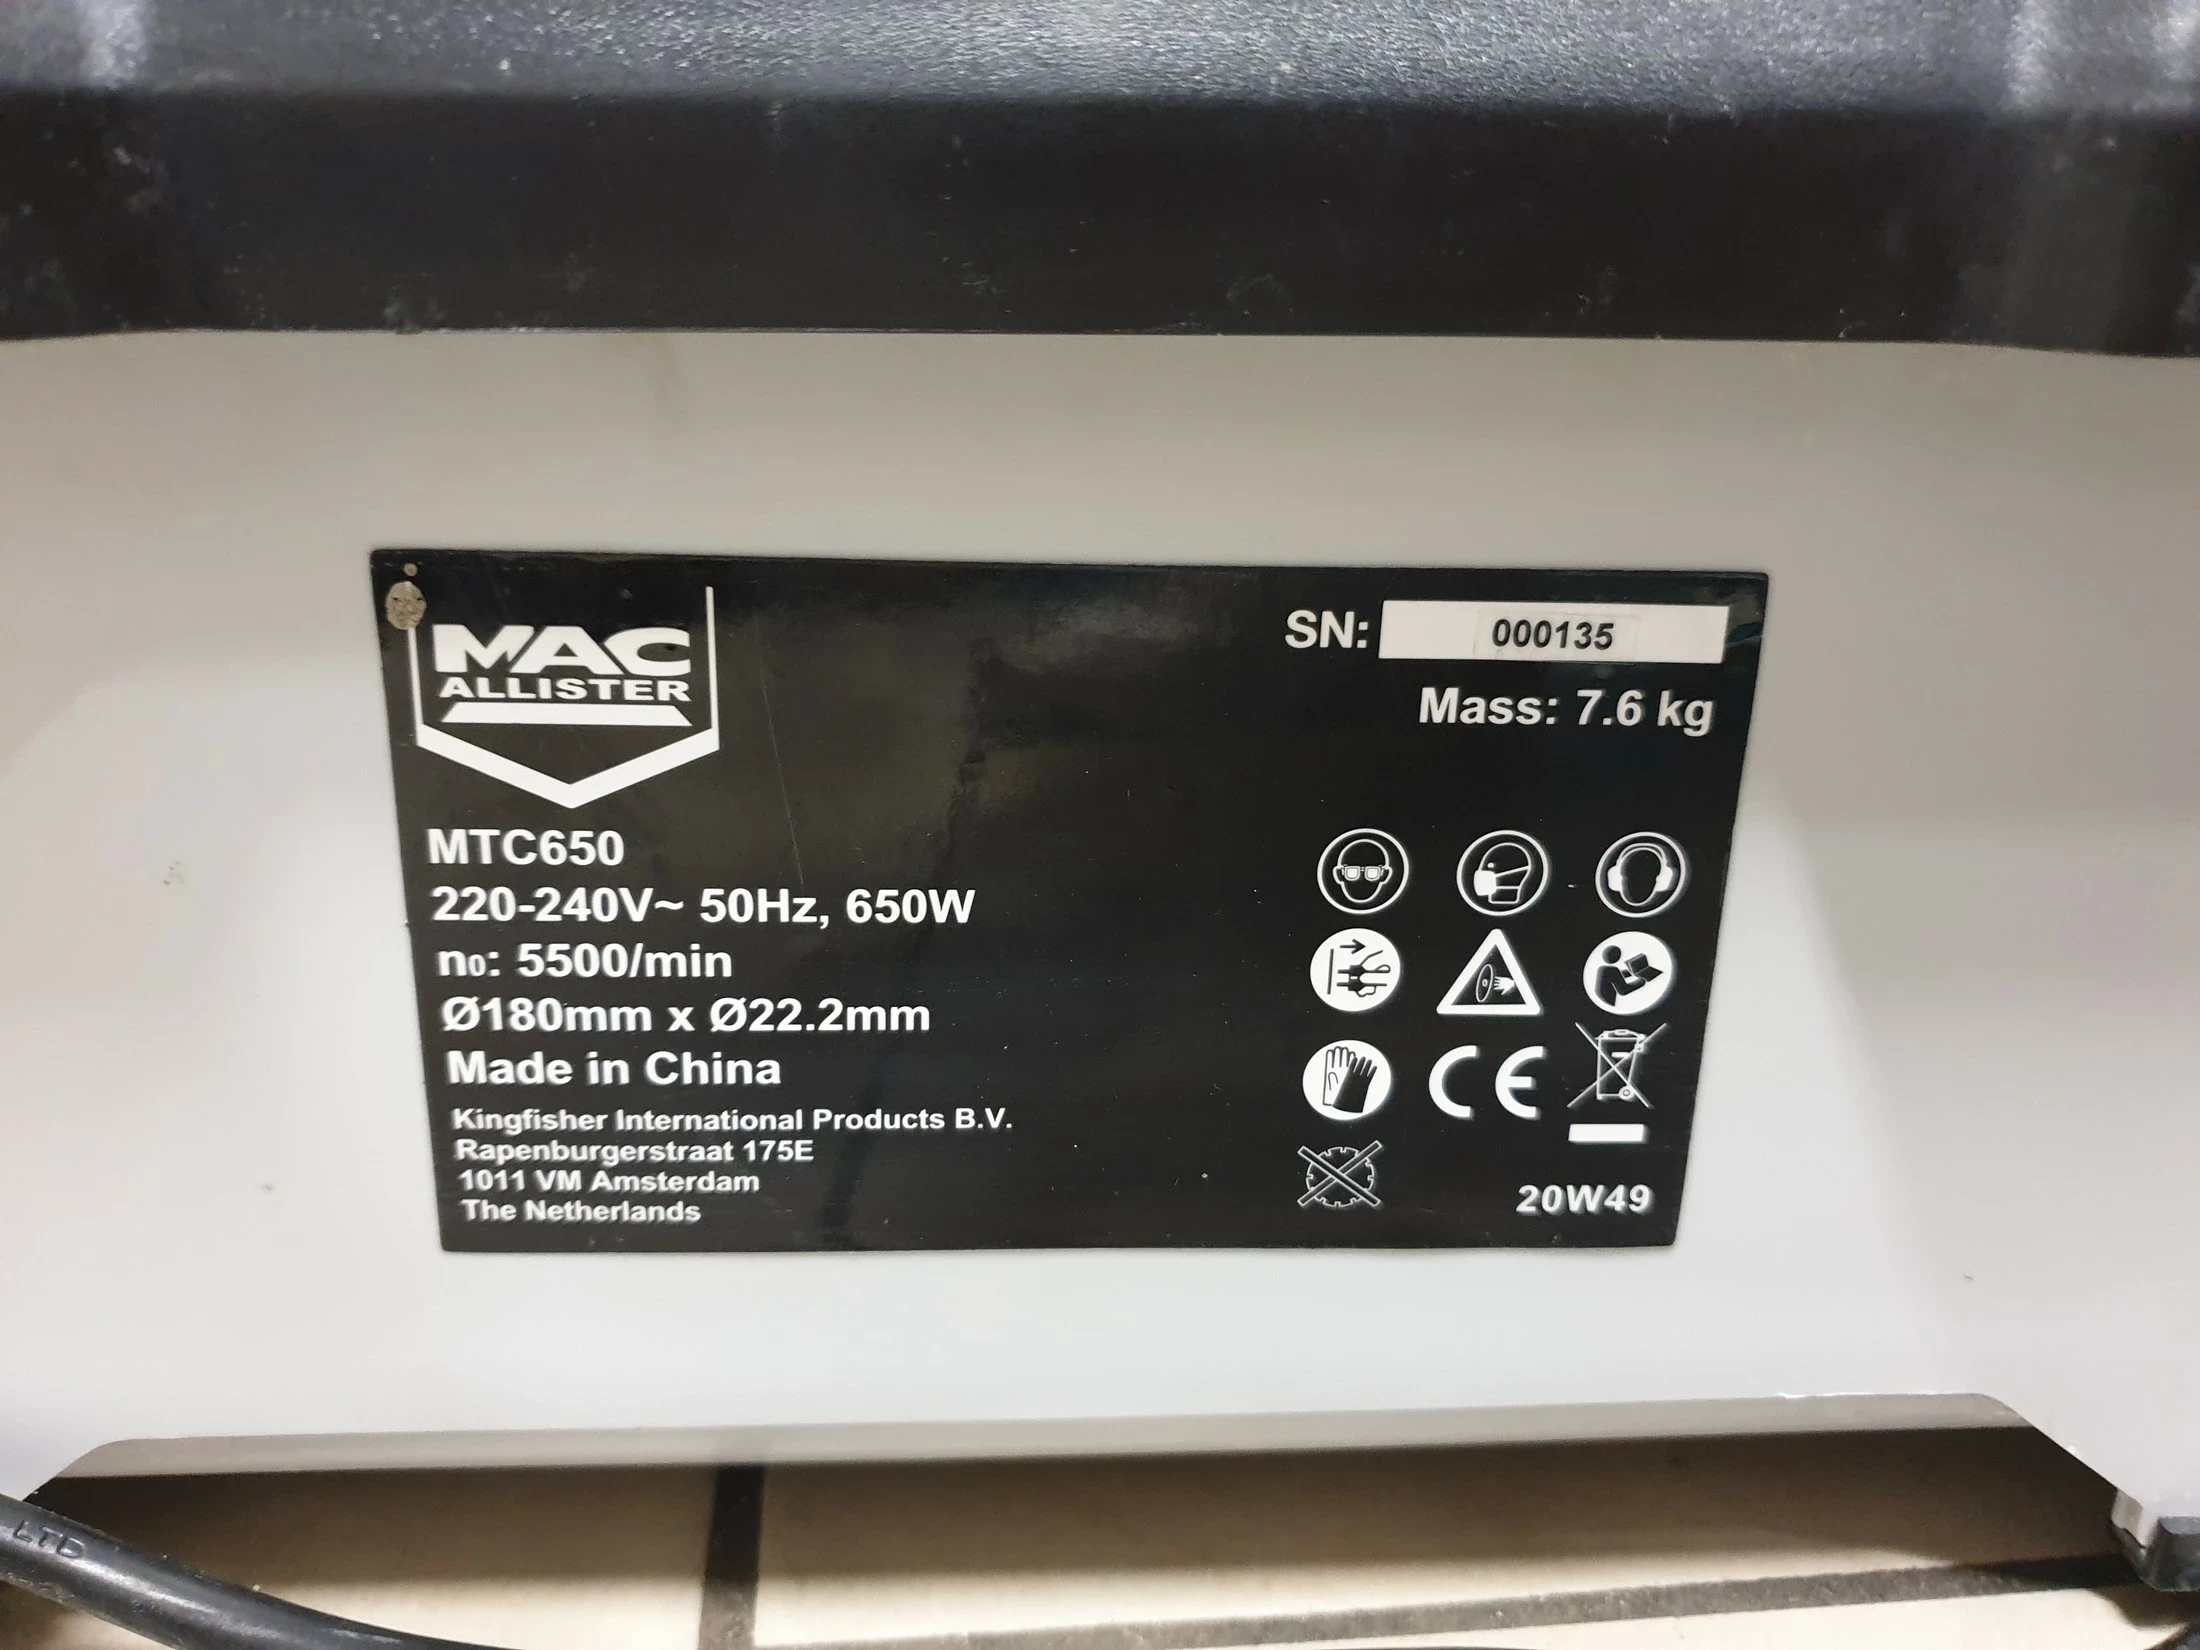 MAC
ALLISTER
SN: 000135
Mass: 7.6 kg
MTC650
220-240V~ 50Hz, 650W
n0: 5500/min
Ø180mm x Ø22.2mm
Made in China
Kingfisher International Products B.V.
Rapenburgerstraat 175E
1011 VM Amsterdam
The Netherlands
CE
20W49
LTD